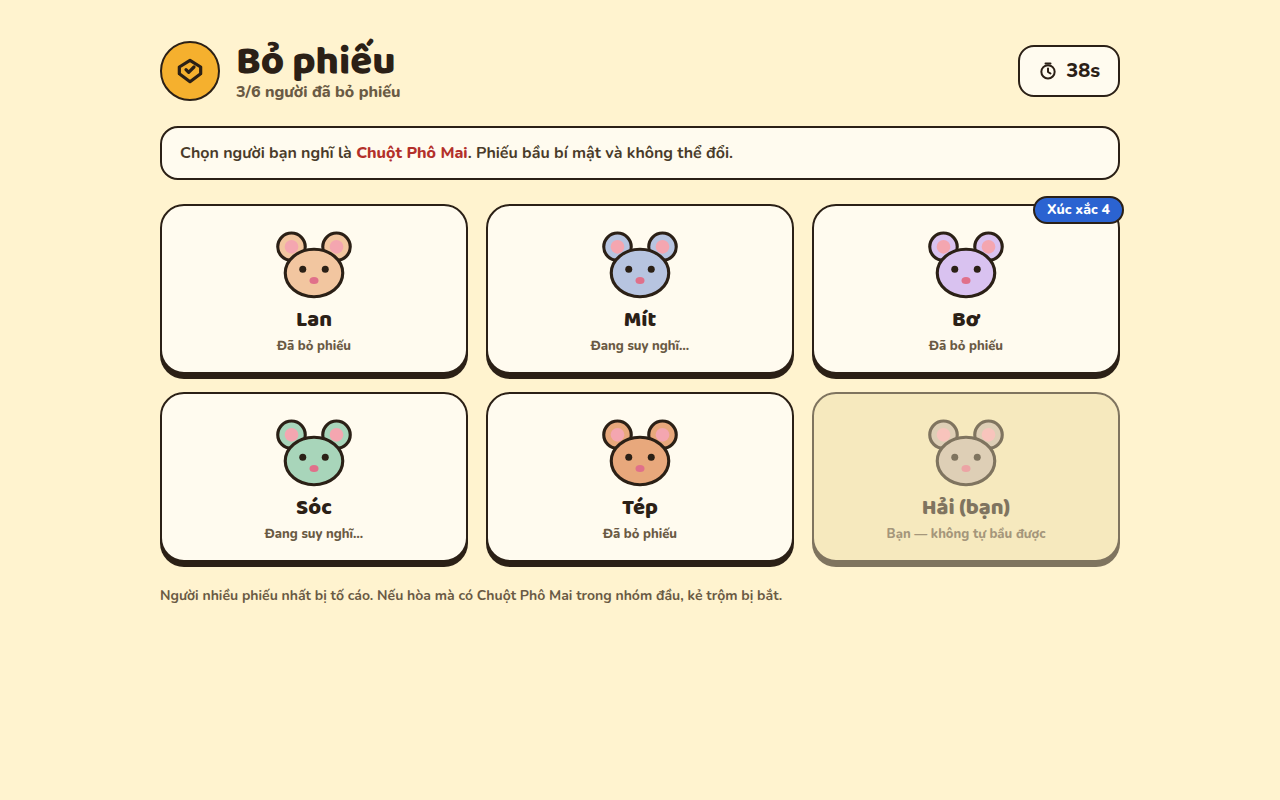 Bỏ phiếu
3/6 người đã bỏ phiếu
38s
Chọn người bạn nghĩ là Chuột Phô Mai. Phiếu bầu bí mật và không thể đổi.
Lan
Đã bỏ phiếu
Mít
Đang suy nghĩ...
Xúc xắc 4
Bơ
Đã bỏ phiếu
Sóc
Đang suy nghĩ...
Tép
Đã bỏ phiếu
Hải (bạn)
Bạn — không tự bầu được
Người nhiều phiếu nhất bị tố cáo. Nếu hòa mà có Chuột Phô Mai trong nhóm đầu, kẻ trộm bị bắt.